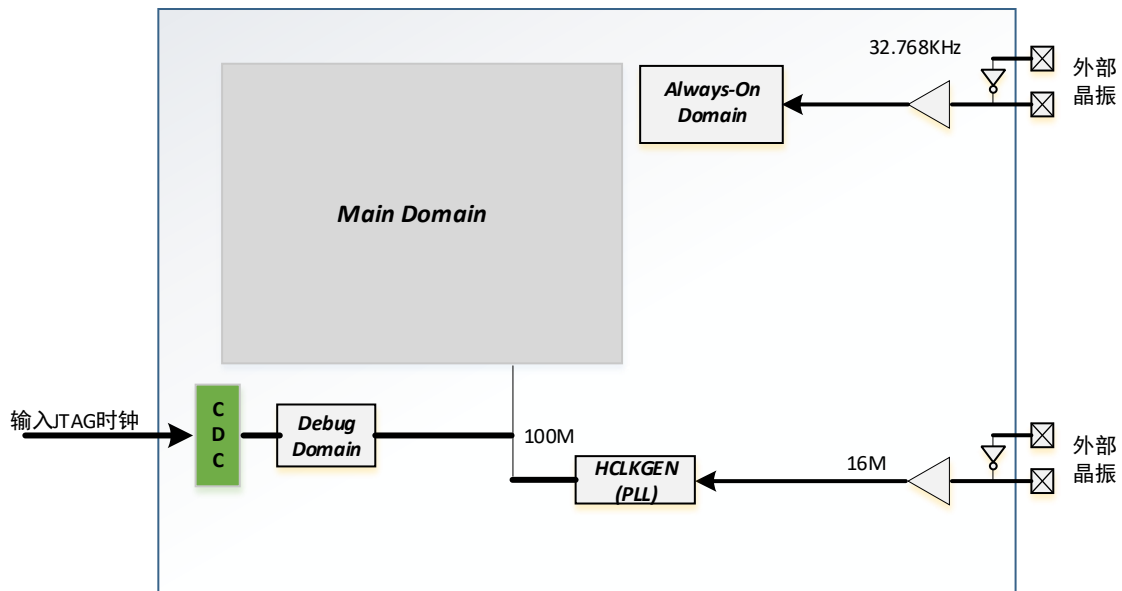 32.768KHz
外部
晶振
Always-On
Domain
Main Domain
输入JTAG时钟
C
D
C
Debug
Domain
100M
HCLKGEN
(PLL)
16M
外部
晶振